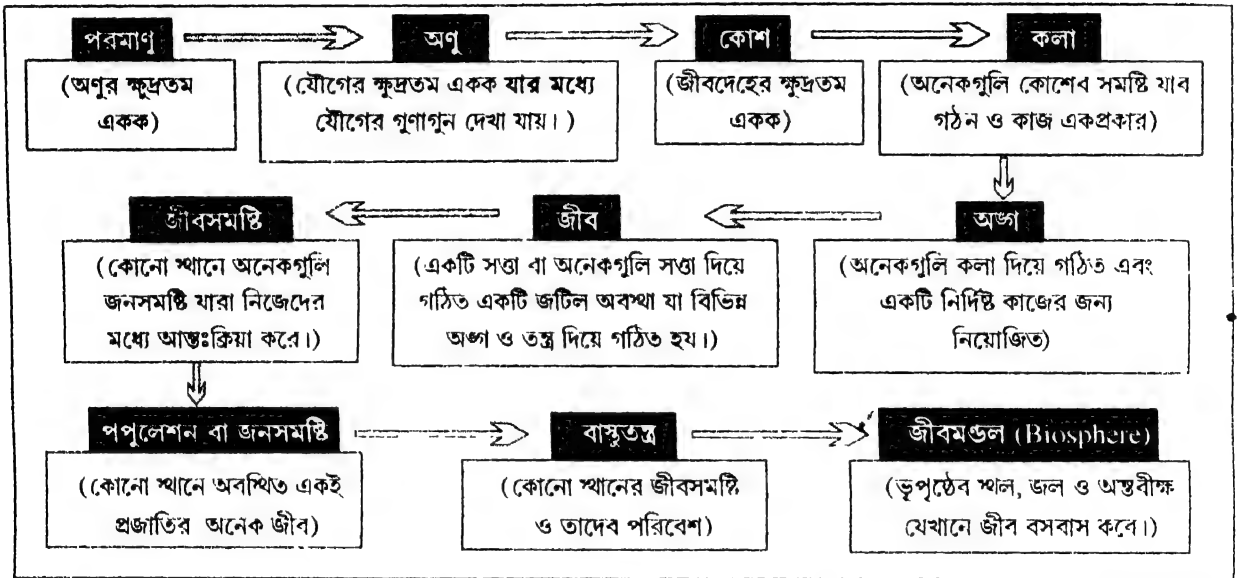 পরমাণু
(অণুর ক্ষুদ্রতম
একক)
অণু
(যৌগের ক্ষুদ্রতম একক যার মধ্যে
যৌগের গুণাগুন দেখা যায়।)
কোশ
(জীবদেহের ক্ষুদ্রতম
একক)
কলা
(অনেকগুলি কোশেব সমষ্টি যাব
গঠন ও কাজ একপ্রকার)
অঙ্গ
(অনেকগুলি কলা দিয়ে গঠিত এবং
একটি নির্দিষ্ট কাজের জন্য
নিয়োজিত)
জীব
(একটি সত্তা বা অনেকগুলি সত্তা দিয়ে
গঠিত একটি জটিল অবস্থা যা বিভিন্ন
অঙ্গ ও তন্ত্র দিয়ে গঠিত হয।)
জীবসমষ্টি
(কোনো স্থানে অনেকগুলি
জনসমষ্টি যারা নিজেদের
মধ্যে আন্তঃক্রিয়া করে।)
পপুলেশন বা জনসমষ্টি
(কোনো স্থানে অবস্থিত একই
প্রজাতির অনেক জীব)
বাস্তুতন্ত্র
(কোনো স্থানের জীবসমষ্টি
ও তাদেব পরিবেশ)
জীবমণ্ডল (Biosphere)
(ভূপৃষ্ঠেব স্থল, জল ও অন্তবীক্ষ
যেখানে জীব বসবাস কবে।)